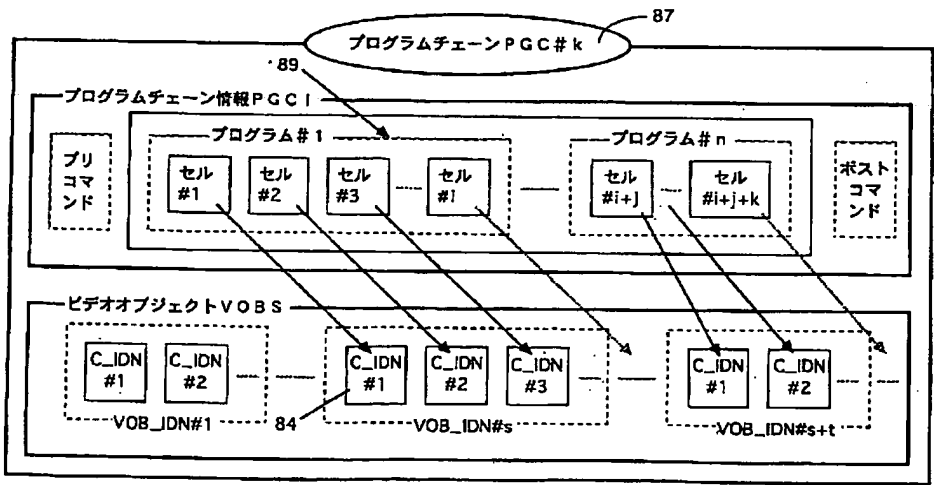 87
プログラムチェーンPGC#k
89
プログラムチェーン情報PGCI
プログラム#1
プログラム#n
プリ
コマ
ンド
セル
#1
セル
#2
セル
#3
セル
#i
セル
#i+j
セル
#i+j+k
ポスト
コマ
ンド
ビデオオブジェクトVOBS
C_IDN
#1
C_IDN
#2
C_IDN
#1
C_IDN
#2
C_IDN
#3
C_IDN
#1
C_IDN
#2
VOB_IDN#1
84
VOB_IDN#s
VOB_IDN#s+t